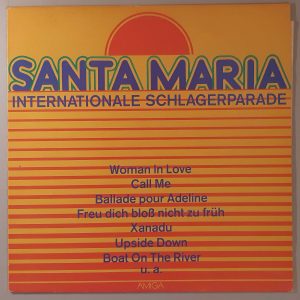 SANTA MARIA
INTERNATIONALE SCHLAGERPARADE
Woman In Love
Call Me
Ballade pour Adeline
Freu dich bloß nicht zu früh
Xanadu
Upside Down
Boat On The River
u. a
AMIGA